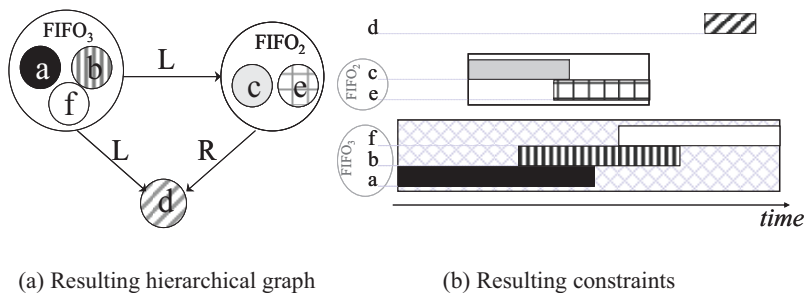 FIFO3
a
b
f
L
FIFO2
c
e
L
R
d
d
FIFO2
c
e
FIFO3
f
b
a
time
(a) Resulting hierarchical graph
(b) Resulting constraints